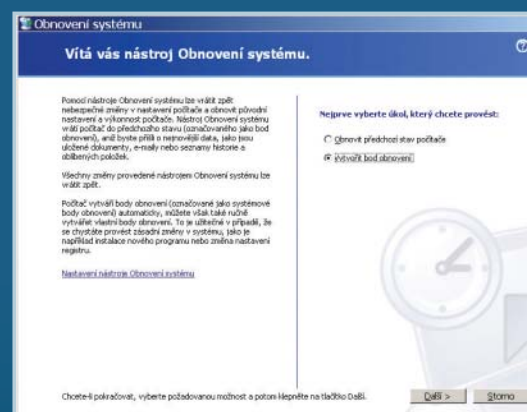 Obnovení systému
Vítá vás nástroj Obnovení systému.
Pomocí nástroje Obnovení systému lze vrátit zpět
nebezpečné změny v nastavení počítače a obnovit původní
nastavení a výkonnost počítače. Nástroj Obnovení systému
vrátí počítač do předchozího stavu (označovaného jako bod
obnovení), aniž byste přišli o nejnovější data, jako jsou
uložené dokumenty, e-maily nebo seznamy historie a
oblíbených položek.
Všechny změny provedené nástrojem Obnovení systému lze
vrátit zpět.
Počítač vytváří body obnovení (označované jako systémové
body obnovení) automaticky, můžete však také ručně
vytvářet vlastní body obnovení. To je užitečné v případě, že
se chystáte provést zásadní změny v systému, jako je
například instalace nového programu nebo změna nastavení
registru.
Nastavení nástroje Obnovení systému
Nejprve vyberte úkol, který chcete provést:
Obnovit předchozí stav počítače
Vytvořit bod obnovení
Chcete-li pokračovat, vyberte požadovanou možnost a potom klepněte na tlačítko Další.
Další >
Storno